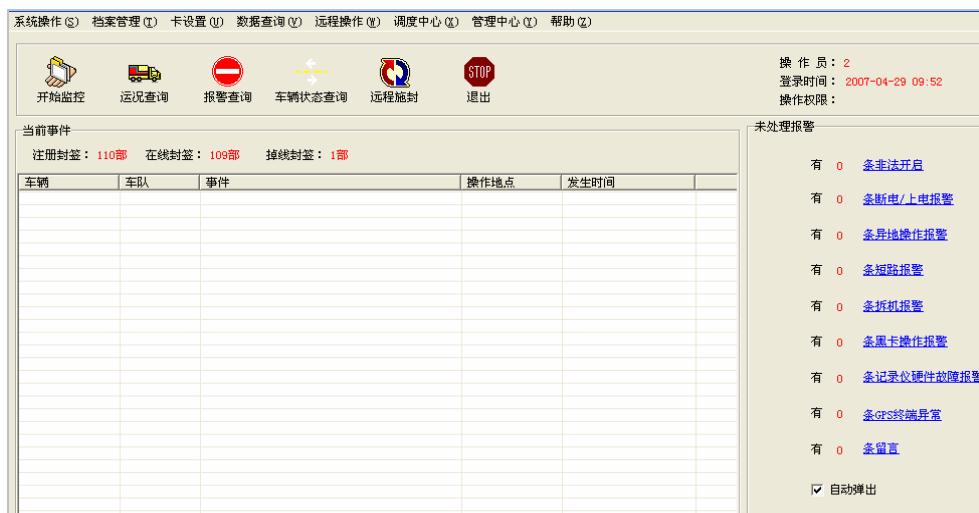 系统操作(S) 档案管理(T) 卡设置(U) 数据查询(V) 远程操作(W) 调度中心(X) 管理中心(Y) 帮助(Z)
开始监控 运况查询 报警查询 车辆状态查询 远程施封 STOP 退出
操 作 员：2
登录时间：2007-04-29 09:52
操作权限：
当前事件
注册封签：110部 在线封签：109部 掉线封签：1部
车辆 车队 事件 操作地点 发生时间
未处理报警
有 0 条非法开启
有 0 条断电/上电报警
有 0 条异地操作报警
有 0 条短路报警
有 0 条拆机报警
有 0 条黑卡操作报警
有 0 条记录仪硬件故障报警
有 0 条GPS终端异常
有 0 条留言
自动弹出